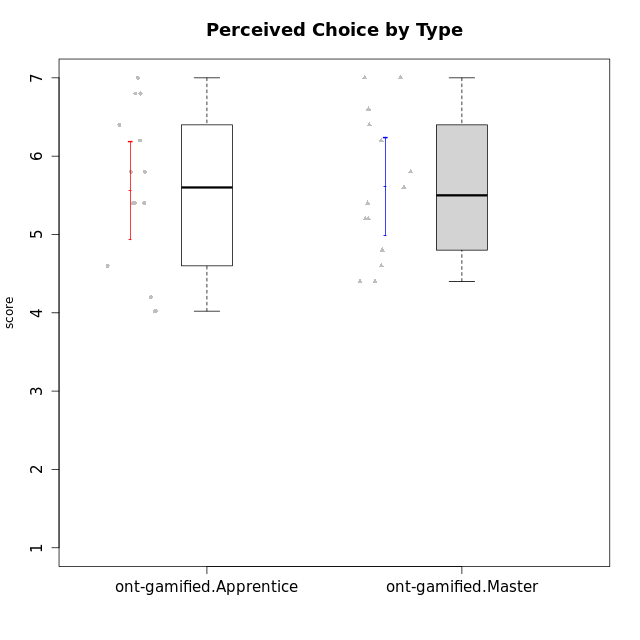 Perceived Choice by Type
7
6
5
4
3
2
1
score
ont-gamified.Apprentice
ont-gamified.Master